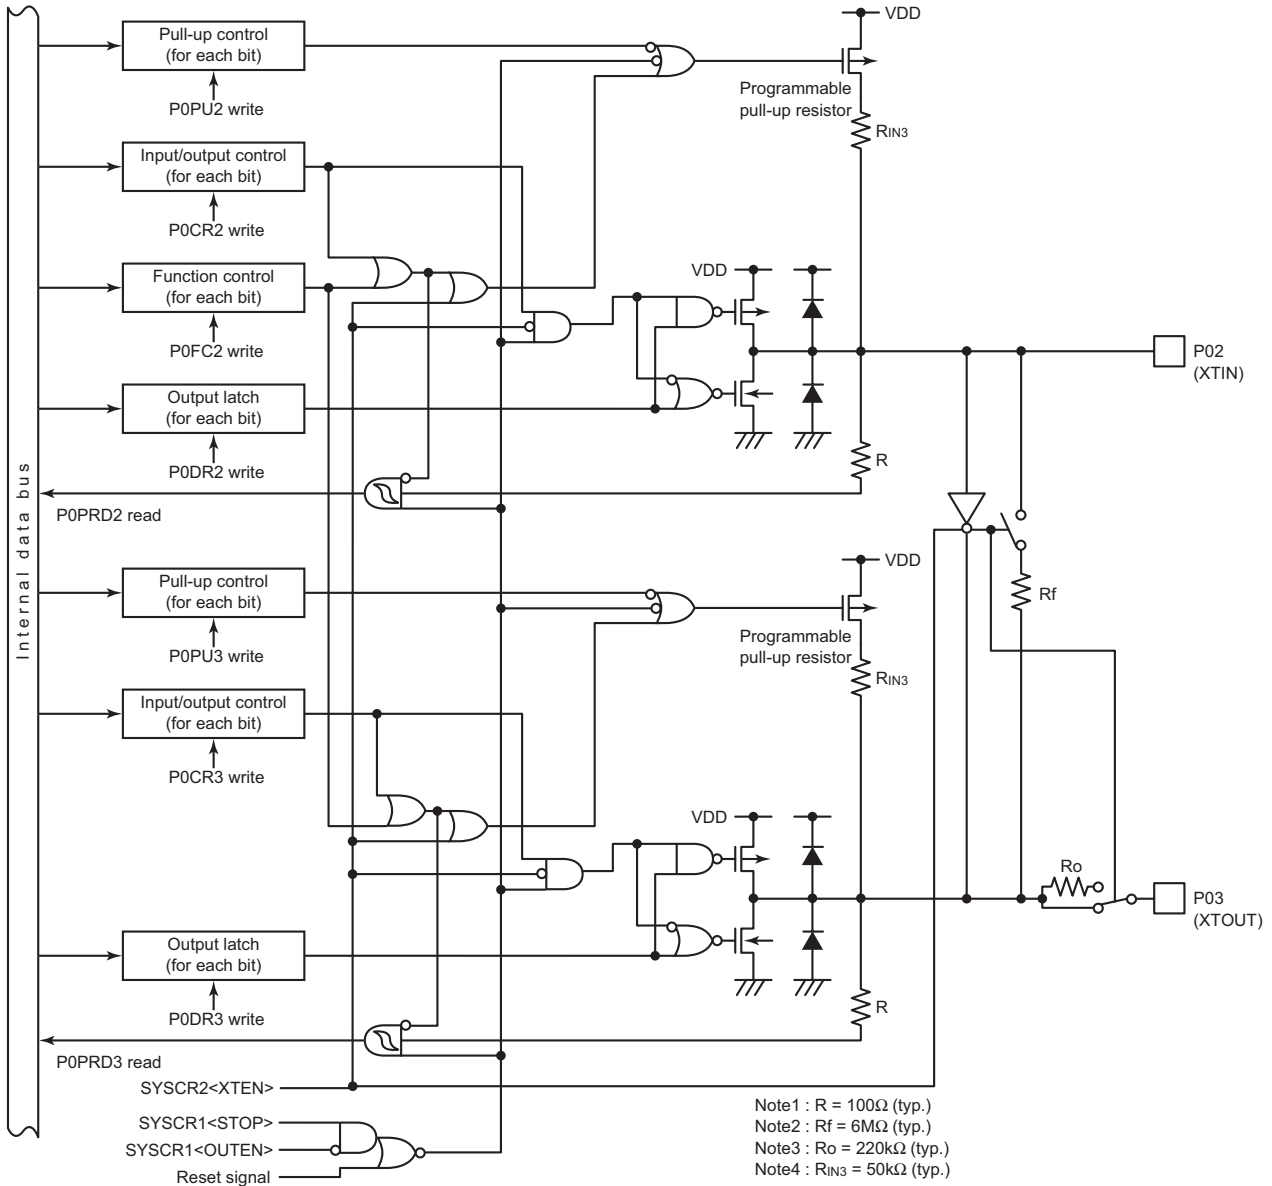 VDD
Pull-up control
(for each bit)
P0PU2 write
Programmable
pull-up resistor
RIN3
Input/output control
(for each bit)
P0CR2 write
Function control
(for each bit)
P0FC2 write
VDD
P02
(XTIN)
Output latch
(for each bit)
P0DR2 write
R
P0PRD2 read
Internal data bus
VDD
Pull-up control
(for each bit)
P0PU3 write
Rf
Programmable
pull-up resistor
RIN3
Input/output control
(for each bit)
P0CR3 write
VDD
Ro
P03
(XTOUT)
Output latch
(for each bit)
P0DR3 write
R
P0PRD3 read
SYSCR2<XTEN>
SYSCR1<STOP>
SYSCR1<OUTEN>
Reset signal
Note1 : R = 100Ω (typ.)
Note2 : Rf = 6MΩ (typ.)
Note3 : Ro = 220kΩ (typ.)
Note4 : RIN3 = 50kΩ (typ.)